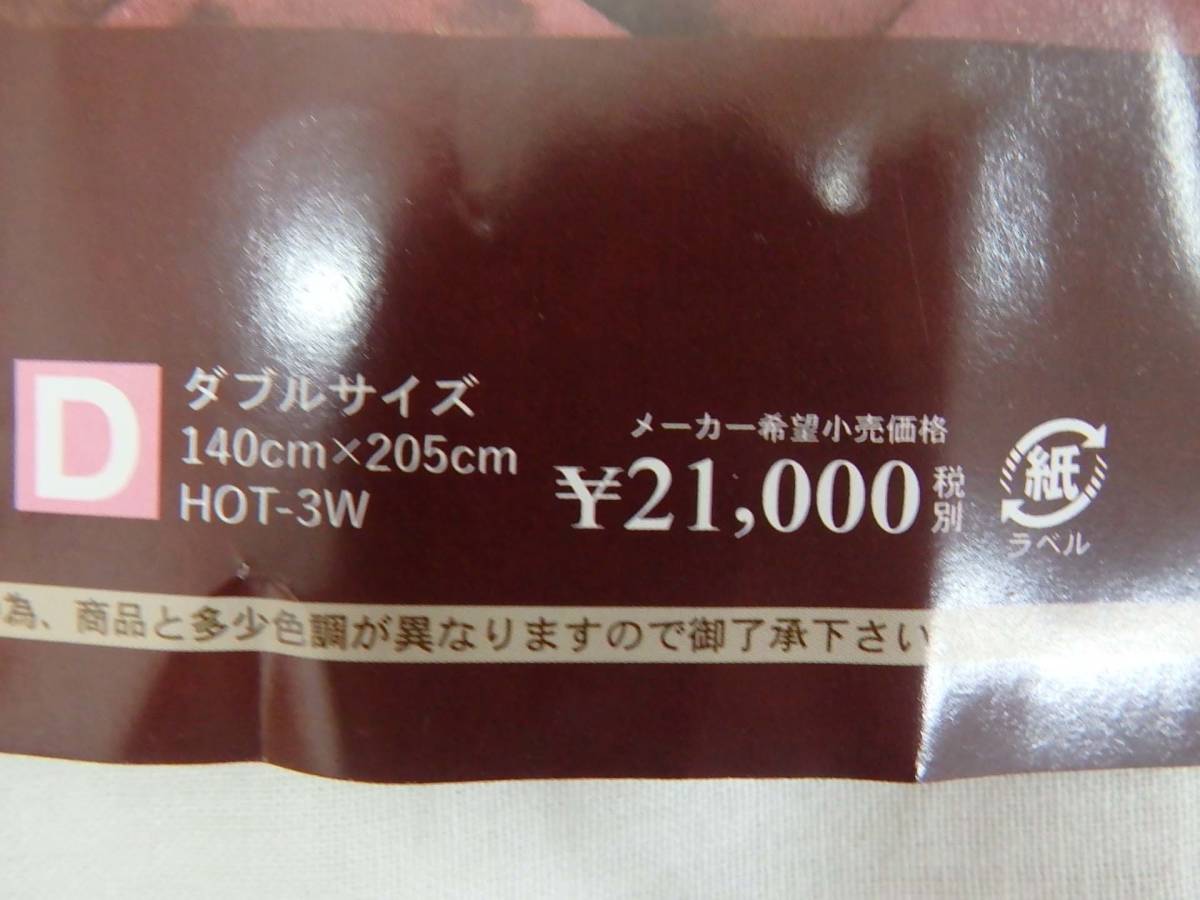 D
ダブルサイズ
140cm×205cm
HOT-3W
メーカー希望小売価格
¥21,000 税別
紙
ラベル
為、商品と多少色調が異なりますので御了承下さい